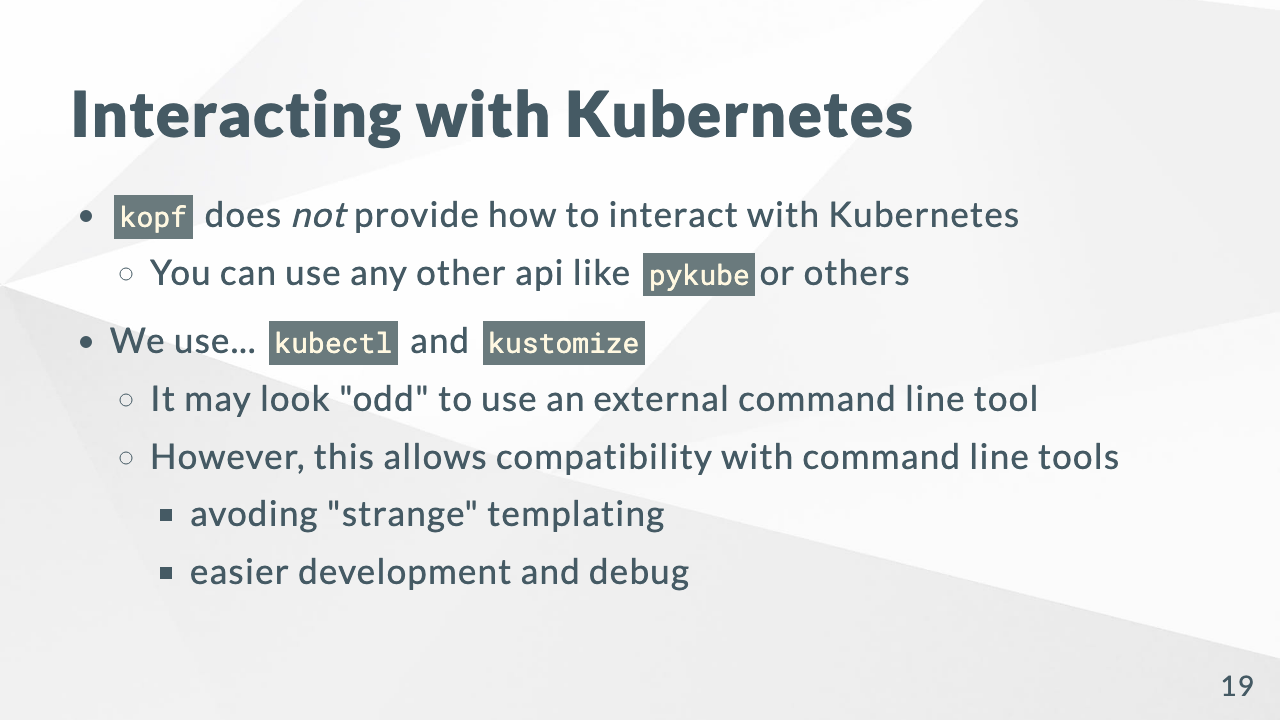 Interacting with Kubernetes
kopf does not provide how to interact with Kubernetes
You can use any other api like pykube or others
We use... kubectl and kustomize
It may look "odd" to use an external command line tool
However, this allows compatibility with command line tools
avoding "strange" templating
easier development and debug
19